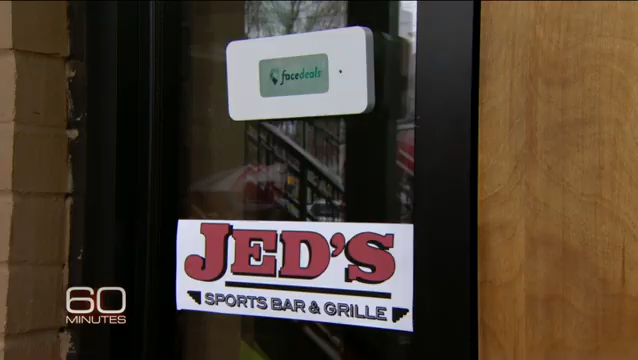 facedeals
JED'S
SPORTS BAR & GRILLE
60
MINUTES